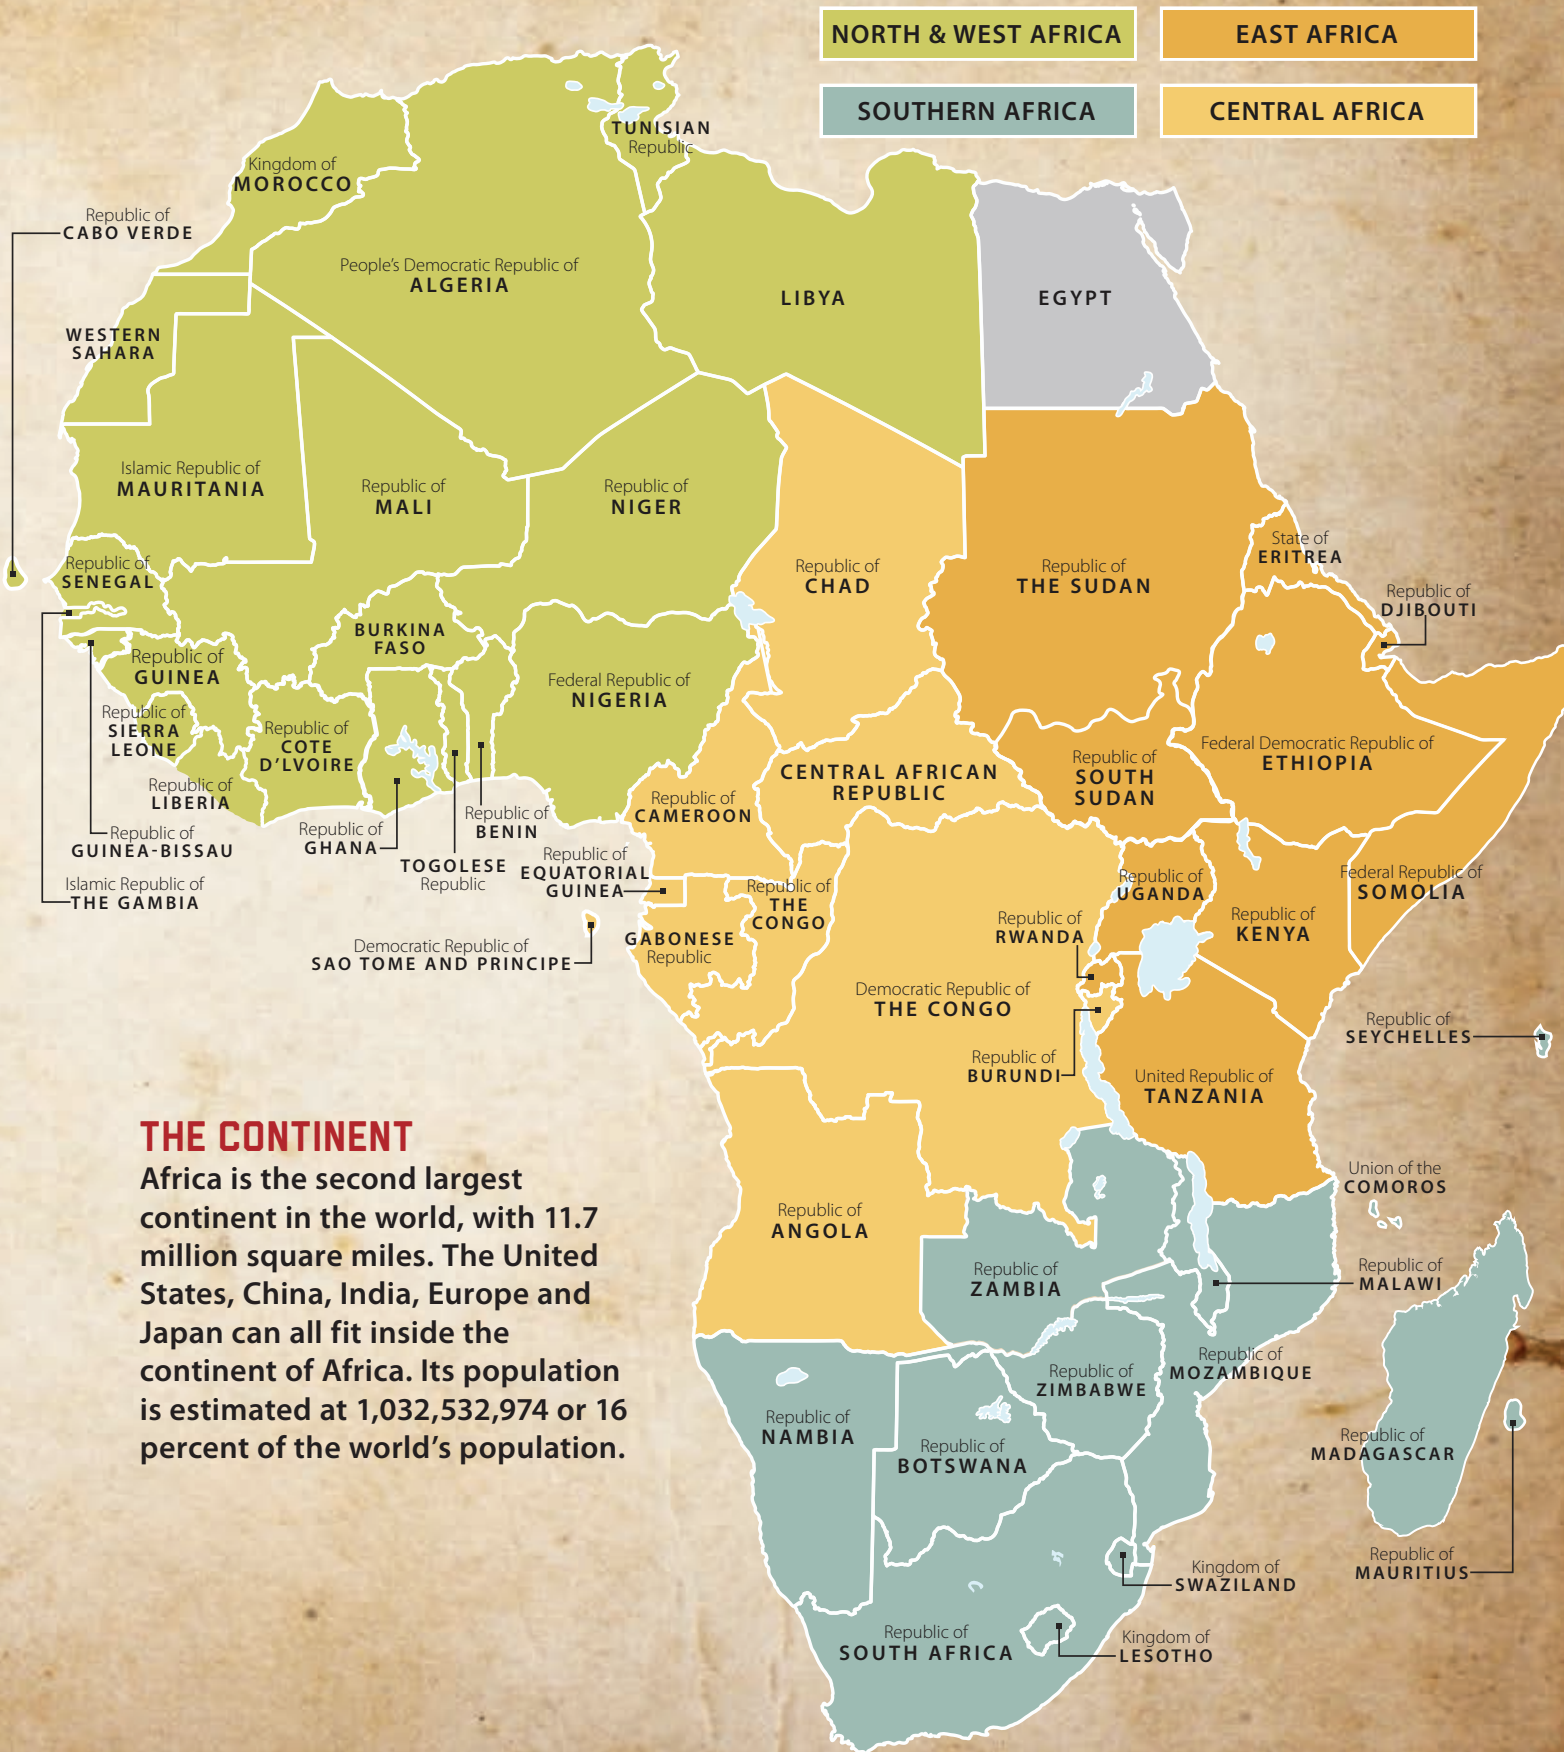 NORTH & WEST AFRICA
EAST AFRICA
SOUTHERN AFRICA
CENTRAL AFRICA
TUNISIAN
Republic
Kingdom of
MOROCCO
Republic of
CABO VERDE
People's Democratic Republic of
ALGERIA
LIBYA
EGYPT
WESTERN
SAHARA
Islamic Republic of
MAURITANIA
Republic of
MALI
Republic of
NIGER
Republic of
CHAD
Republic of
THE SUDAN
State of
ERITREA
Republic of
DJIBOUTI
Republic of
SENEGAL
BURKINA
FASO
Republic of
GUINEA
Federal Republic of
NIGERIA
Republic of
SIERRA
LEONE
Republic of
COTE
D'LVOIRE
Republic of
LIBERIA
Republic of
GUINEA-BISSAU
Islamic Republic of
THE GAMBIA
Republic of
GHANA
TOGOLESE
Republic
Republic of
BENIN
Republic of
EQUATORIAL
GUINEA
Republic of
CAMEROON
CENTRAL AFRICAN
REPUBLIC
Republic of
SOUTH
SUDAN
Federal Democratic Republic of
ETHIOPIA
Republic of
THE
CONGO
GABONESE
Republic
Democratic Republic of
SAO TOME AND PRINCIPE
Republic of
UGANDA
Republic of
KENYA
Federal Republic of
SOMOLIA
Republic of
RWANDA
Democratic Republic of
THE CONGO
Republic of
BURUNDI
United Republic of
TANZANIA
Republic of
SEYCHELLES
THE CONTINENT
Africa is the second largest
continent in the world, with 11.7
million square miles. The United
States, China, India, Europe and
Japan can all fit inside the
continent of Africa. Its population
is estimated at 1,032,532,974 or 16
percent of the world's population.
Republic of
ANGOLA
Republic of
ZAMBIA
Union of the
COMOROS
Republic of
MALAWI
Republic of
MOZAMBIQUE
Republic of
ZIMBABWE
Republic of
NAMBIA
Republic of
BOTSWANA
Republic of
MADAGASCAR
Republic of
MAURITIUS
Kingdom of
SWAZILAND
Republic of
SOUTH AFRICA
Kingdom of
LESOTHO